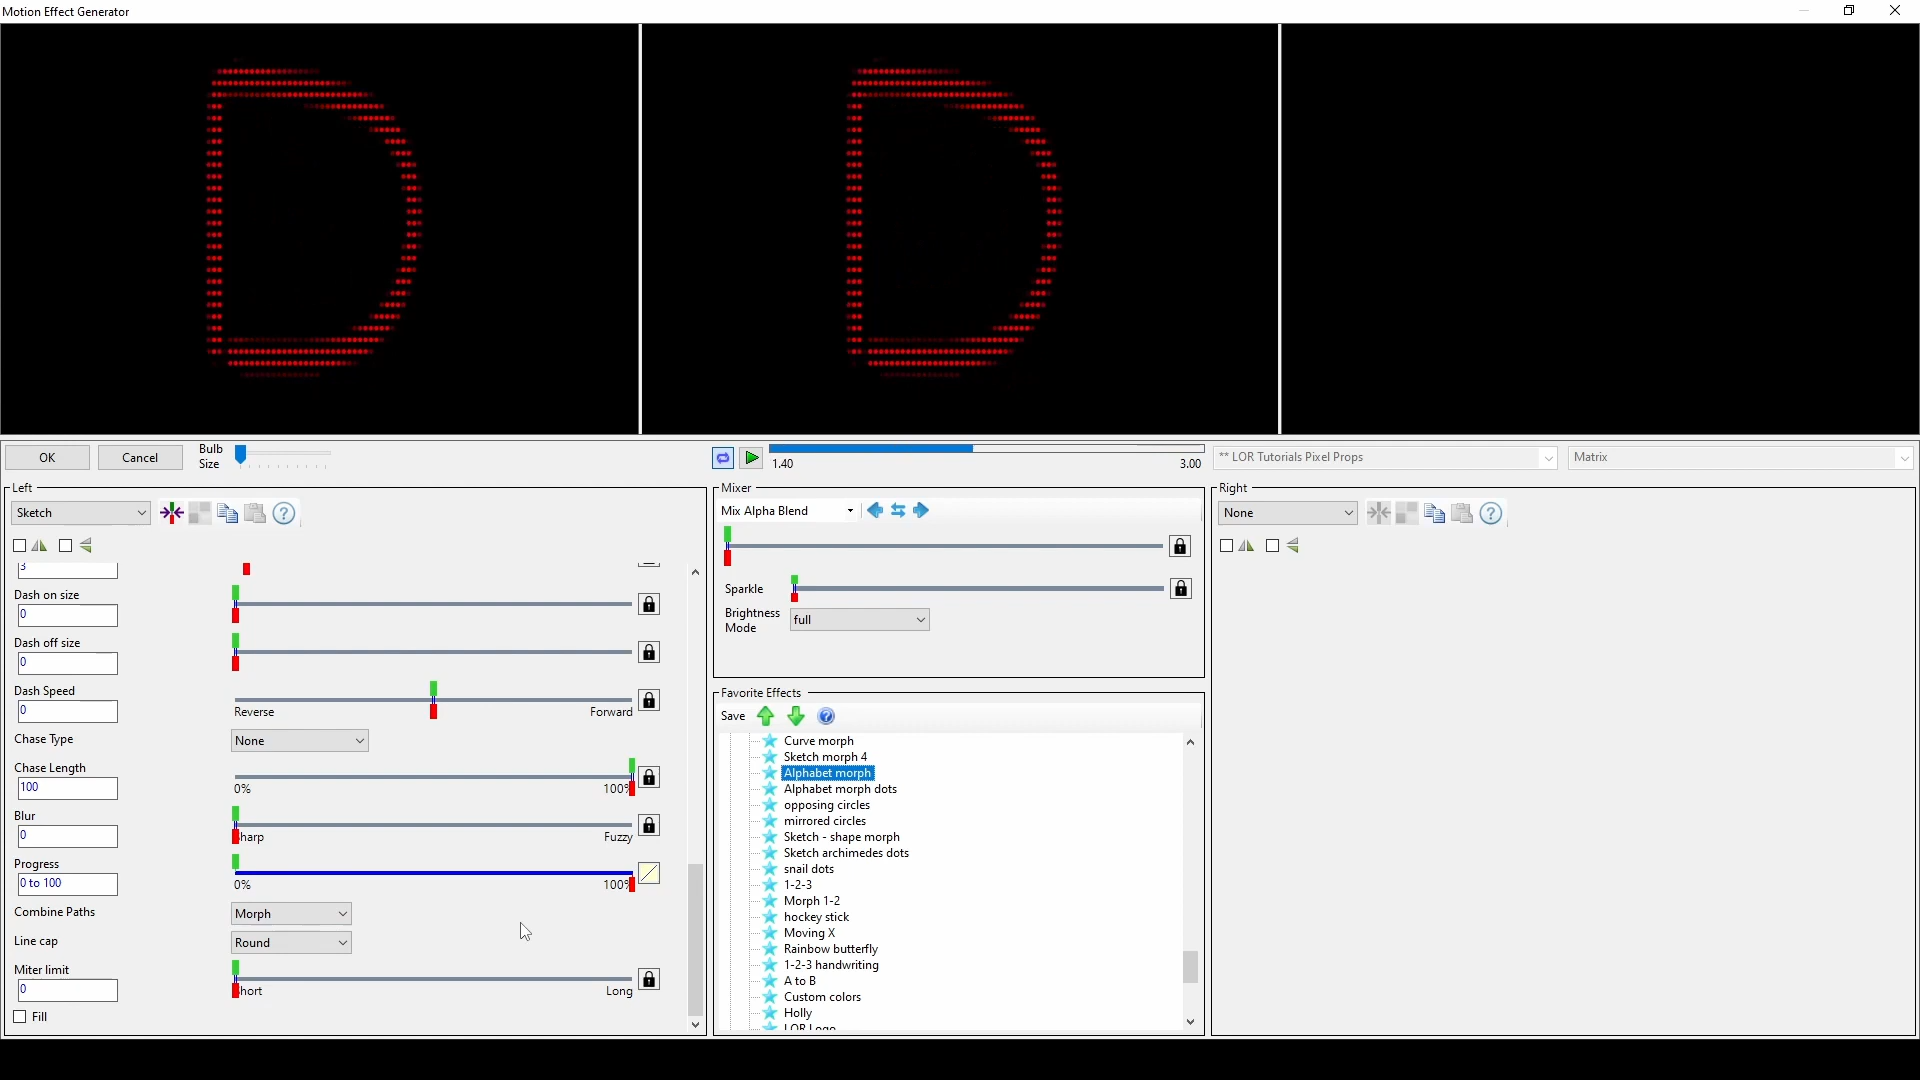 Motion Effect Generator
D
D
OK
Cancel
Bulb
Size
1.40
3.00
** LOR Tutorials Pixel Props
Matrix
Left
Sketch
3
Dash on size
0
Dash off size
0
Dash Speed
0
Reverse
Forward
Chase Type
None
Chase Length
100
0%
100%
Blur
0
Sharp
Fuzzy
Progress
0 to 100
0%
100%
Combine Paths
Morph
Line cap
Round
Miter limit
0
Short
Long
Fill
Mixer
Mix Alpha Blend
Sparkle
Brightness
Mode
full
Favorite Effects
Save
Curve morph
Sketch morph 4
Alphabet morph
Alphabet morph dots
opposing circles
mirrored circles
Sketch - shape morph
Sketch archimedes dots
snail dots
1-2-3
Morph 1-2
hockey stick
Moving X
Rainbow butterfly
1-2-3 handwriting
A to B
Custom colors
Holly
LOR Logo
Right
None